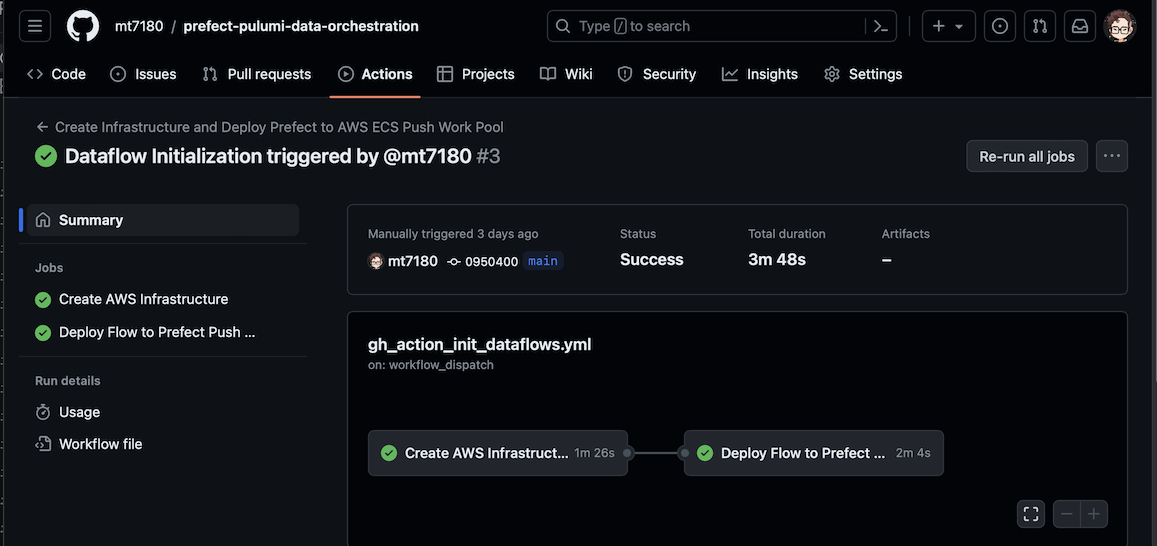 mt7180 / prefect-pulumi-data-orchestration
Type / to search
Code Issues Pull requests Actions Projects Wiki Security Insights Settings
Create Infrastructure and Deploy Prefect to AWS ECS Push Work Pool
Dataflow Initialization triggered by @mt7180 #3
Re-run all jobs
Summary
Jobs
Create AWS Infrastructure
Deploy Flow to Prefect Push ...
Run details
Usage
Workflow file
Manually triggered 3 days ago
mt7180 0950400 main
Status
Success
Total duration
3m 48s
Artifacts
–
gh_action_init_dataflows.yml
on: workflow_dispatch
Create AWS Infrastruct... 1m 26s
Deploy Flow to Prefect ... 2m 4s